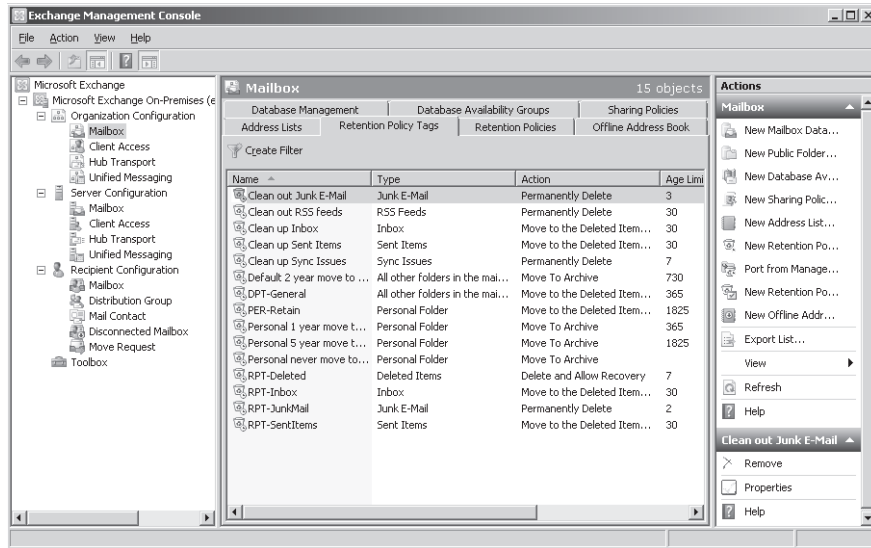 Exchange Management Console
File Action View Help
Microsoft Exchange
Microsoft Exchange On-Premises (e
Organization Configuration
Mailbox
Client Access
Hub Transport
Unified Messaging
Server Configuration
Mailbox
Client Access
Hub Transport
Unified Messaging
Recipient Configuration
Mailbox
Distribution Group
Mail Contact
Disconnected Mailbox
Move Request
Toolbox
Mailbox 15 objects
Database Management Database Availability Groups Sharing Policies
Address Lists Retention Policy Tags Retention Policies Offline Address Book
Create Filter
Name Type Action Age Limi
Clean out Junk E-Mail Junk E-Mail Permanently Delete 3
Clean out RSS feeds RSS Feeds Permanently Delete 30
Clean up Inbox Inbox Move to the Deleted Item... 30
Clean up Sent Items Sent Items Move to the Deleted Item... 30
Clean up Sync Issues Sync Issues Permanently Delete 7
Default 2 year move to ... All other folders in the mai... Move To Archive 730
DPT-General All other folders in the mai... Move to the Deleted Item... 365
PER-Retain Personal Folder Move to the Deleted Item... 1825
Personal 1 year move t... Personal Folder Move To Archive 365
Personal 5 year move t... Personal Folder Move To Archive 1825
Personal never move to... Personal Folder Move To Archive
RPT-Deleted Deleted Items Delete and Allow Recovery 7
RPT-Inbox Inbox Move to the Deleted Item... 30
RPT-JunkMail Junk E-Mail Permanently Delete 2
RPT-SentItems Sent Items Move to the Deleted Item... 30
Actions
Mailbox
New Mailbox Data...
New Public Folder...
New Database Av...
New Sharing Polic...
New Address List...
New Retention Po...
Port from Manage...
New Retention Po...
New Offline Addr...
Export List...
View
Refresh
Help
Clean out Junk E-Mail
Remove
Properties
Help